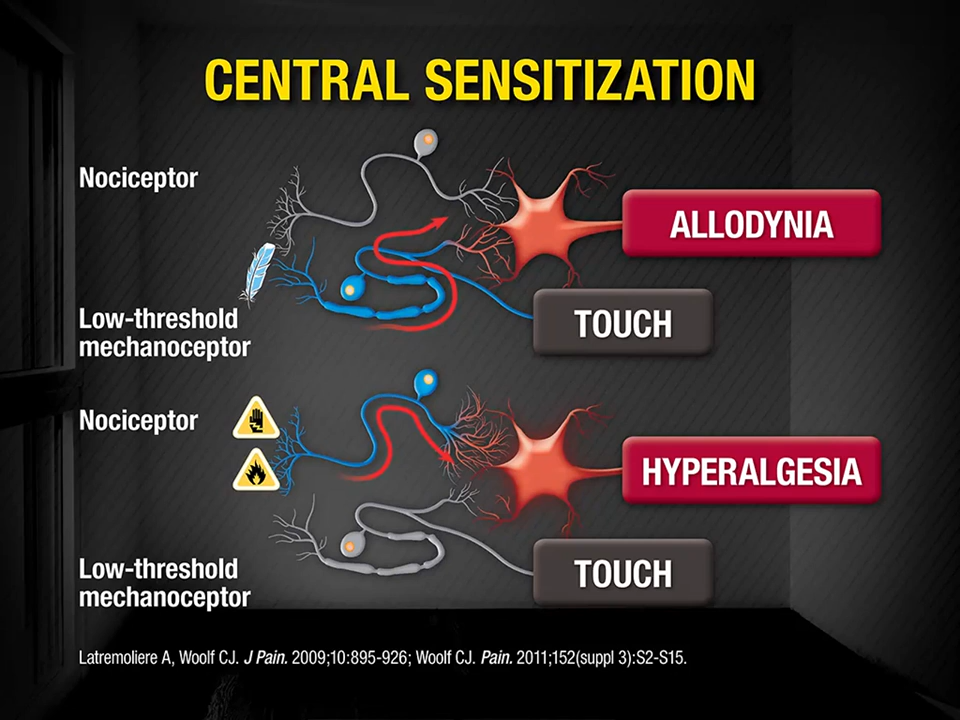 CENTRAL SENSITIZATION
Nociceptor
ALLODYNIA
Low-threshold
mechanoceptor
TOUCH
Nociceptor
HYPERALGESIA
Low-threshold
mechanoceptor
TOUCH
Latremoliere A, Woolf CJ. J Pain. 2009;10:895-926; Woolf CJ. Pain. 2011;152(suppl 3):S2-S15.